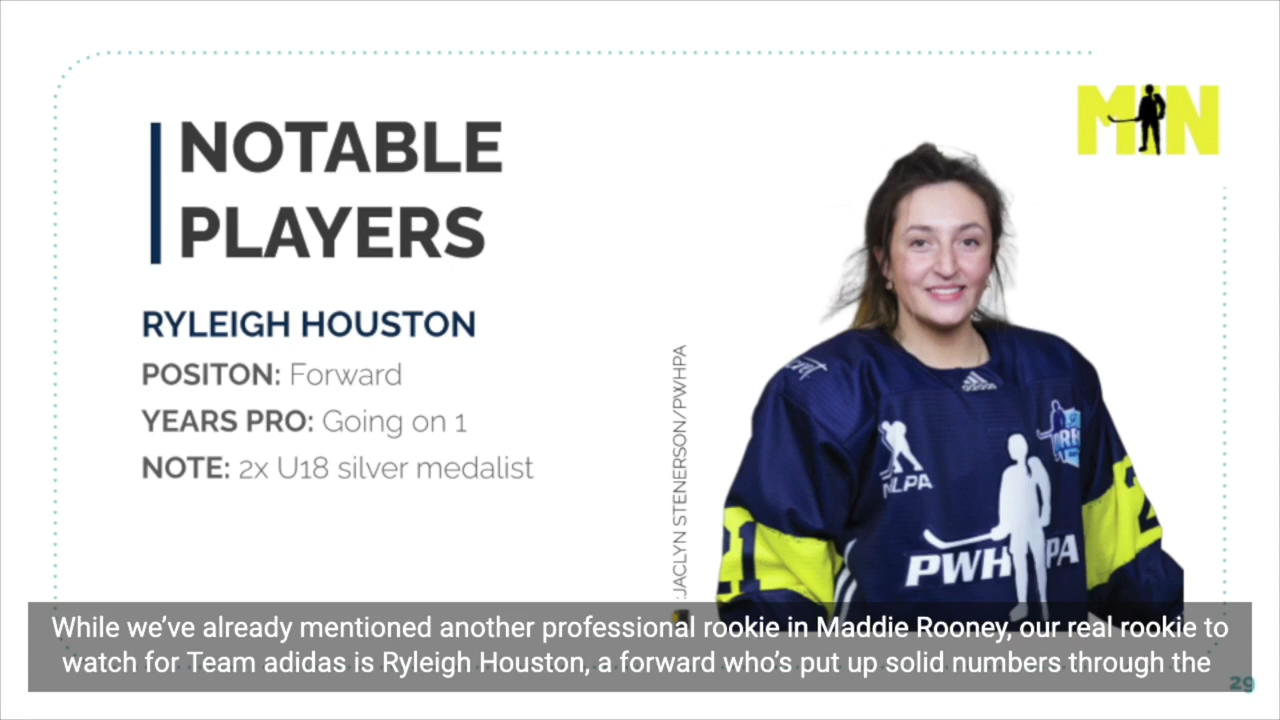 NOTABLE
PLAYERS
MIN
RYLEIGH HOUSTON
POSITON: Forward
YEARS PRO: Going on 1
NOTE: 2x U18 silver medalist
JACLYN STENERSON/PWHPA
PWHPA
21
While we’ve already mentioned another professional rookie in Maddie Rooney, our real rookie to
watch for Team adidas is Ryleigh Houston, a forward who’s put up solid numbers through the
29